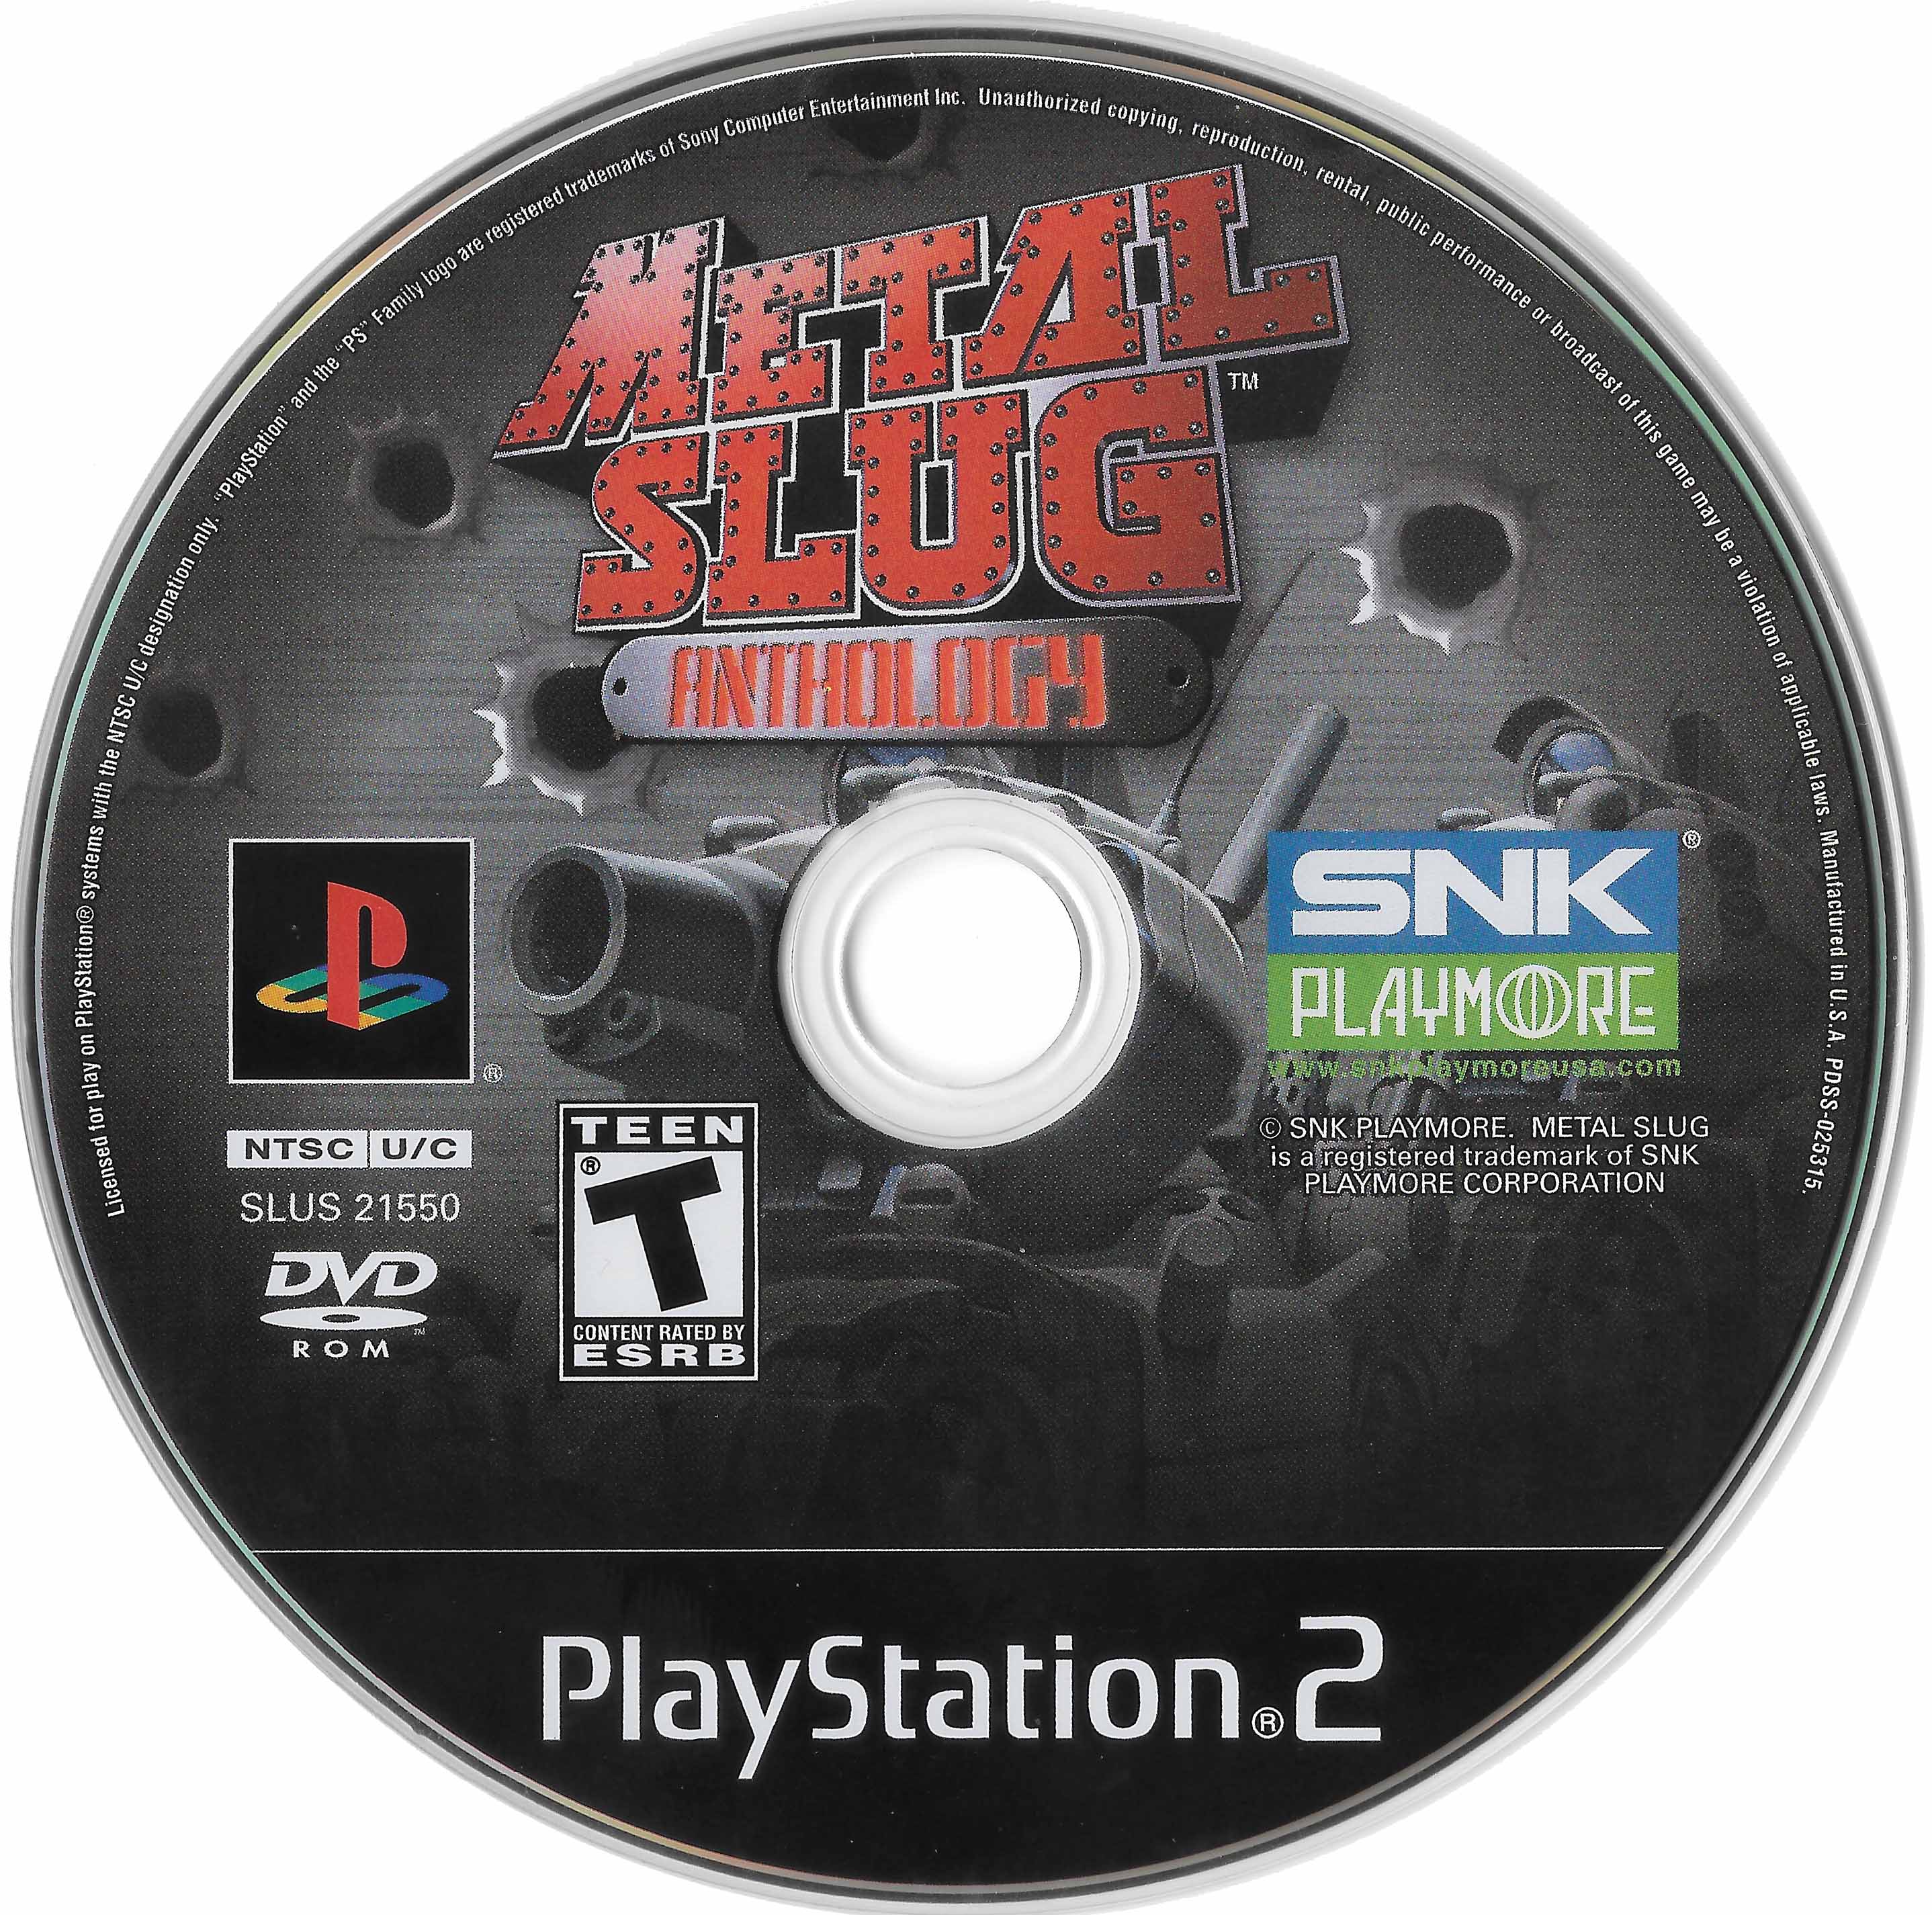 Licensed for play on PlayStation® systems with the NTSC U/C designation only. "PlayStation" and the "PS" Family logo are registered trademarks of Sony Computer Entertainment Inc. Unauthorized copying, reproduction, rental, public performance or broadcast of this game may be a violation of applicable laws. Manufactured in U.S.A. PDSS-025315.
METAL
SLUG™
ANTHOLOGY
®
NTSC U/C
SLUS 21550
DVD™
ROM
TEEN
T®
CONTENT RATED BY
ESRB
SNK®
PLAYMORE
www.snkplaymoreusa.com
© SNK PLAYMORE. METAL SLUG
is a registered trademark of SNK
PLAYMORE CORPORATION
PlayStation®2